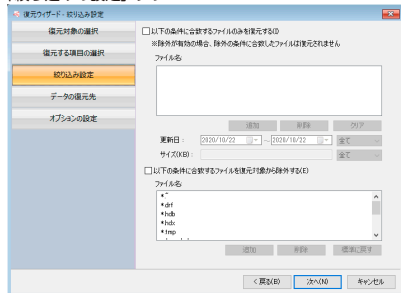 復元ウィザード - 絞り込み設定
復元対象の選択
復元する項目の選択
絞り込み設定
データの復元先
オプションの設定
以下の条件に合致するファイルのみを復元する(I)
※除外が有効の場合、除外の条件に合致したファイルは復元されません
ファイル名:
追加 削除 クリア
更新日: 2020/10/22 ~ 2020/10/22 全て
サイズ(KB): 全て
以下の条件に合致するファイルを復元対象から除外する(E)
ファイル名:
*.drf
*.hdb
*.hdx
*.tmp
追加 削除 標準に戻す
< 戻る(B) 次へ(N) キャンセル